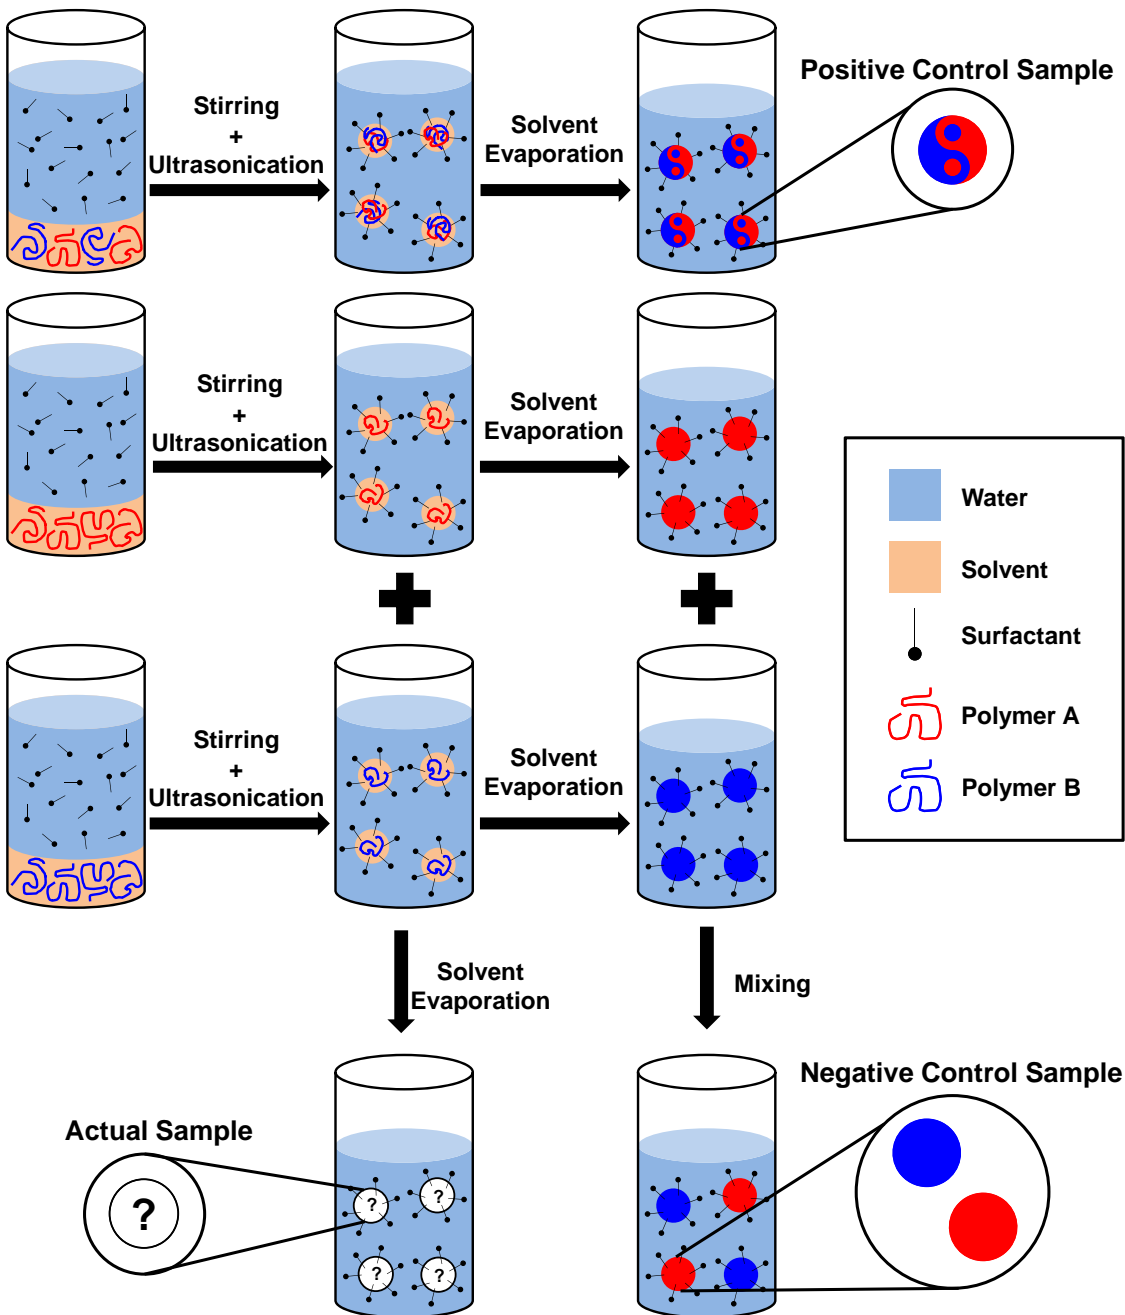 Stirring
+
Ultrasonication
Solvent
Evaporation
Positive Control Sample
Stirring
+
Ultrasonication
Solvent
Evaporation
Water
Solvent
Surfactant
Polymer A
Polymer B
Stirring
+
Ultrasonication
Solvent
Evaporation
Solvent
Evaporation
Mixing
Actual Sample
?
?
?
?
?
Negative Control Sample